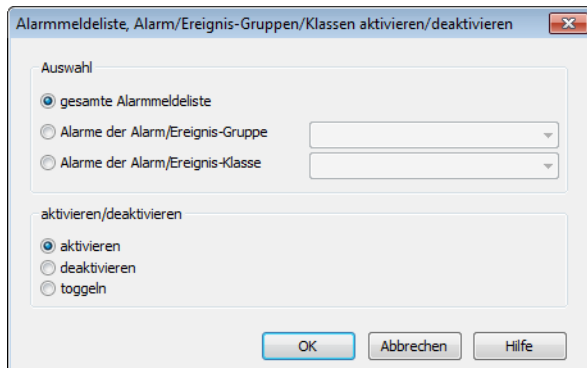 Alarmmeldeliste, Alarm/Ereignis-Gruppen/Klassen aktivieren/deaktivieren
Auswahl
gesamte Alarmmeldeliste
Alarme der Alarm/Ereignis-Gruppe
Alarme der Alarm/Ereignis-Klasse
aktivieren/deaktivieren
aktivieren
deaktivieren
toggeln
OK Abbrechen Hilfe